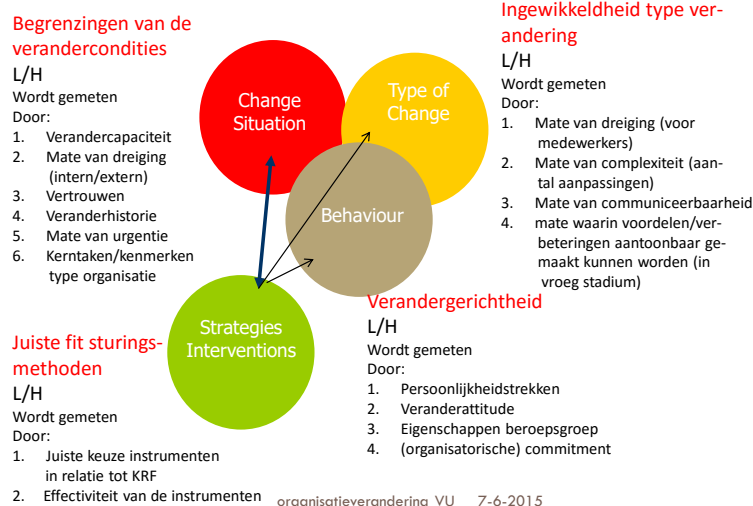 Begrenzingen van de
verandercondities
L/H
Wordt gemeten
Door:
1. Verandercapaciteit
2. Mate van dreiging
(intern/extern)
3. Vertrouwen
4. Veranderhistorie
5. Mate van urgentie
6. Kerntaken/kenmerken
type organisatie
Change
Situation
Type of
Change
Behaviour
Strategies
Interventions
Ingewikkeldheid type ver-
andering
L/H
Wordt gemeten
Door:
1. Mate van dreiging (voor
medewerkers)
2. Mate van complexiteit (aan-
tal aanpassingen)
3. Mate van communiceerbaarheid
4. mate waarin voordelen/ver-
beteringen aantoonbaar ge-
maakt kunnen worden (in
vroeg stadium)
Juiste fit sturings-
methoden
L/H
Wordt gemeten
Door:
1. Juiste keuze instrumenten
in relatie tot KRF
2. Effectiviteit van de instrumenten
Verandergerichtheid
L/H
Wordt gemeten
Door:
1. Persoonlijkheidstrekken
2. Veranderattitude
3. Eigenschappen beroepsgroep
4. (organisatorische) commitment
organisatieverandering VU 7-6-2015